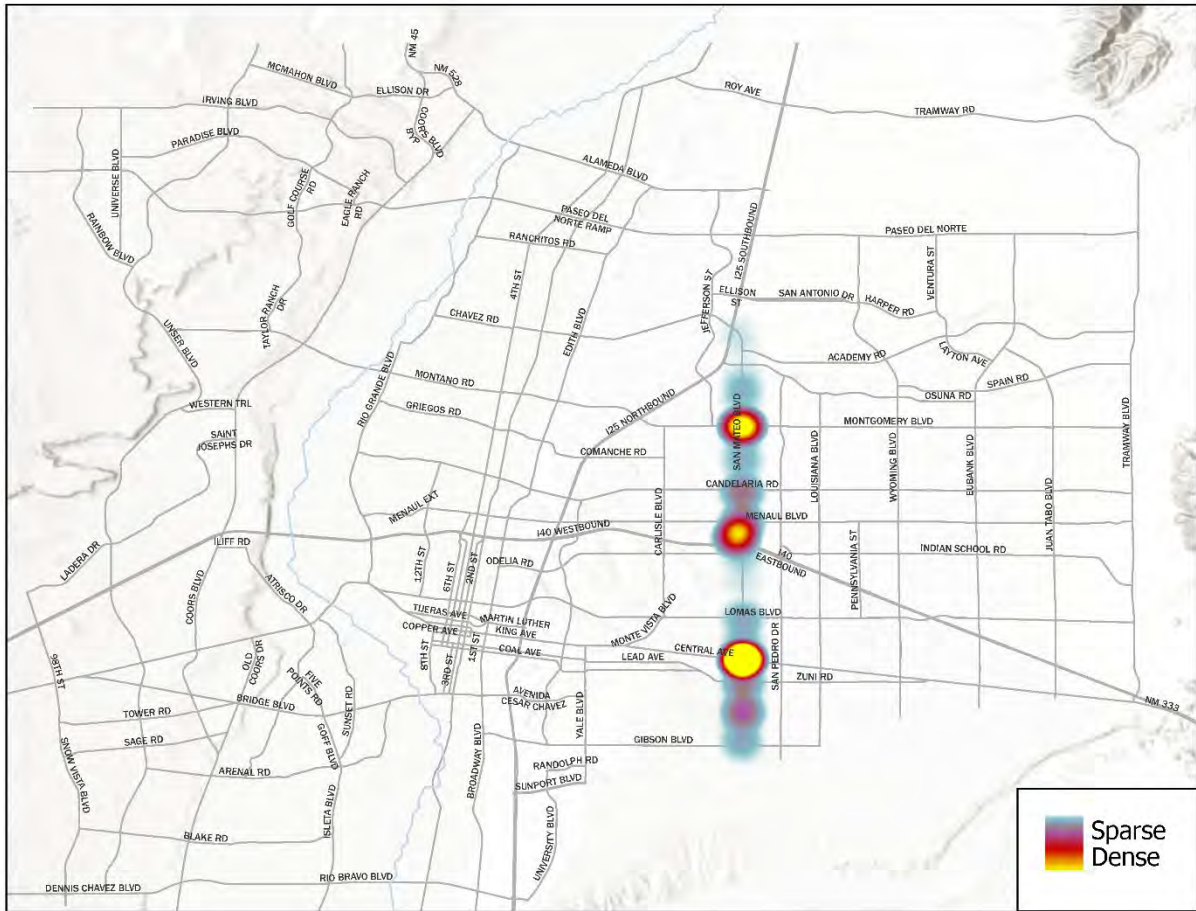 NM 45
MCMAHON BLVD
NM 528
ELLISON DR
IRVING BLVD
COORS BLVD
BYP
ROY AVE
TRAMWAY RD
PARADISE BLVD
UNIVERSE BLVD
GOLF COURSE
RD
EAGLE RANCH
RD
ALAMEDA BLVD
RAINBOW BLVD
PASEO DEL
NORTE RAMP
RANCHITOS RD
PASEO DEL NORTE
I25 SOUTHBOUND
VENTURA ST
4TH ST
JEFFERSON ST
ELLISON
ST
SAN ANTONIO DR
HARPER RD
TAYLOR RANCH
DR
CHAVEZ RD
UNSER BLVD
EDITH BLVD
RIO GRANDE BLVD
ACADEMY RD
LAYTON AVE
MONTANO RD
SPAIN RD
OSUNA RD
WESTERN TRL
GRIEGOS RD
I25 NORTHBOUND
SAN MATEO BLVD
MONTGOMERY BLVD
TRAMWAY BLVD
SAINT
JOSEPHS DR
COMANCHE RD
LOUISIANA BLVD
WYOMING BLVD
EUBANK BLVD
CANDELARIA RD
JUAN TABO BLVD
MENAUL EXT
CARLISLE BLVD
MENAUL BLVD
I40 WESTBOUND
LADERA DR
ILIFF RD
I40
EASTBOUND
INDIAN SCHOOL RD
PENNSYLVANIA ST
12TH ST
6TH ST
2ND ST
ODELIA RD
ATRISCO DR
COORS BLVD
TIJERAS AVE
MARTIN LUTHER
KING AVE
LOMAS BLVD
COPPER AVE
MONTE VISTA BLVD
SAN PEDRO DR
COAL AVE
CENTRAL AVE
LEAD AVE
98TH ST
OLD
COORS DR
8TH ST
3RD ST
1ST ST
ZUNI RD
FIVE
POINTS RD
SUNSET RD
BRIDGE BLVD
AVENIDA
CESAR CHAVEZ
YALE BLVD
NM 333
TOWER RD
GOFF BLVD
SAGE RD
GIBSON BLVD
SNOW VISTA BLVD
ARENAL RD
BROADWAY BLVD
RANDOLPH RD
SUNPORT BLVD
ISLETA BLVD
UNIVERSITY BLVD
BLAKE RD
RIO BRAVO BLVD
DENNIS CHAVEZ BLVD
Sparse
Dense